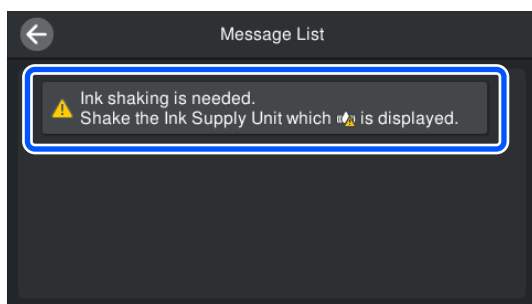 Message List
Ink shaking is needed.
Shake the Ink Supply Unit which is displayed.